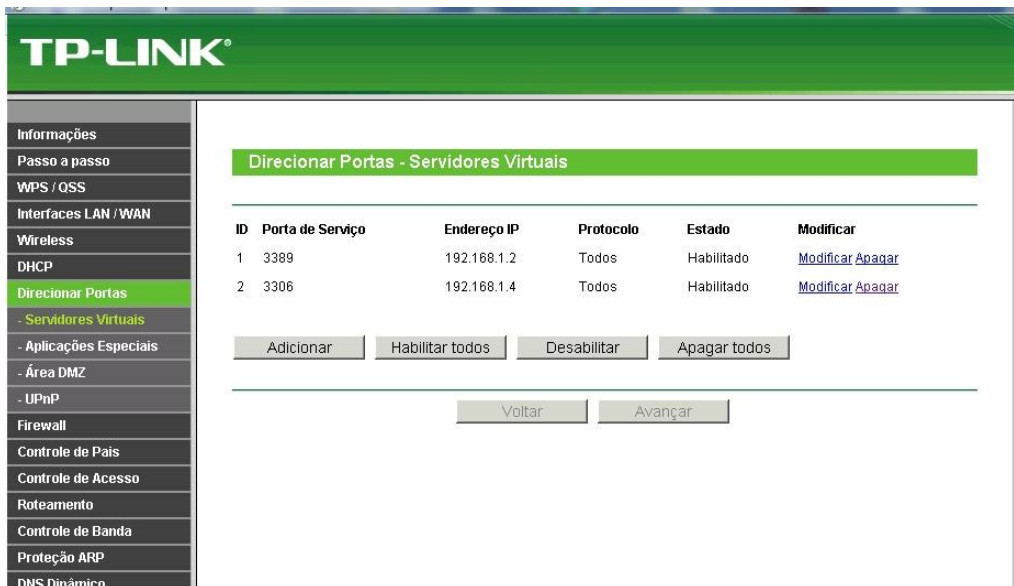 TP-LINK®
Informações
Passo a passo
WPS / QSS
Interfaces LAN / WAN
Wireless
DHCP
Direcionar Portas
- Servidores Virtuais
- Aplicações Especiais
- Área DMZ
- UPnP
Firewall
Controle de Pais
Controle de Acesso
Roteamento
Controle de Banda
Proteção ARP
DNS Dinâmico
Direcionar Portas - Servidores Virtuais
ID Porta de Serviço Endereço IP Protocolo Estado Modificar
1 3389 192.168.1.2 Todos Habilitado Modificar Apagar
2 3306 192.168.1.4 Todos Habilitado Modificar Apagar
Adicionar Habilitar todos Desabilitar Apagar todos
Voltar Avançar